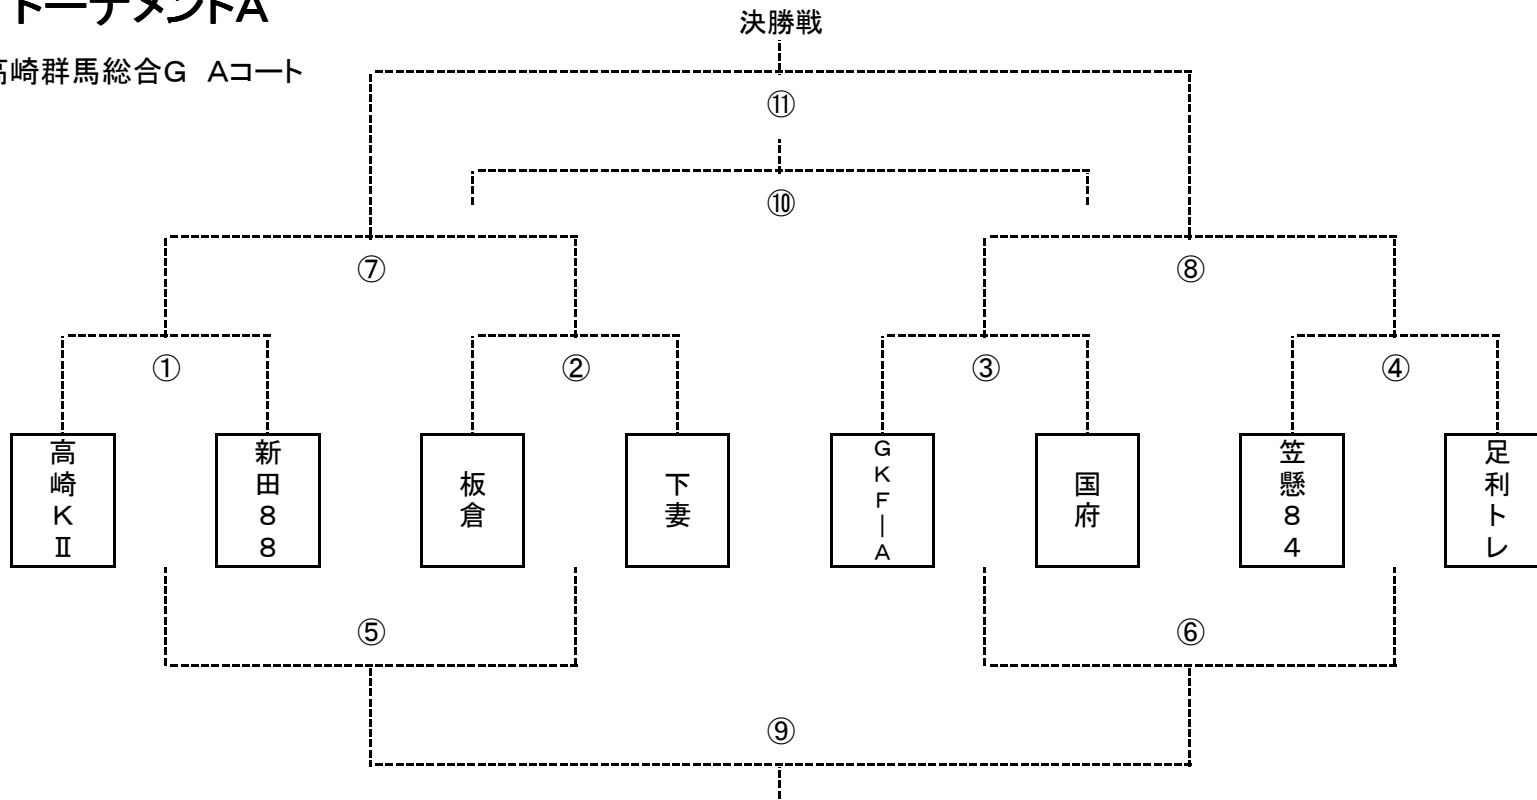 トーナメントA
高崎群馬総合G Aコート
決勝戦
⑪
⑩
⑦
⑧
①
②
③
④
高崎KⅡ
新田88
板倉
下妻
GKF|A
国府
笠懸84
足利トレ
⑤
⑥
⑨